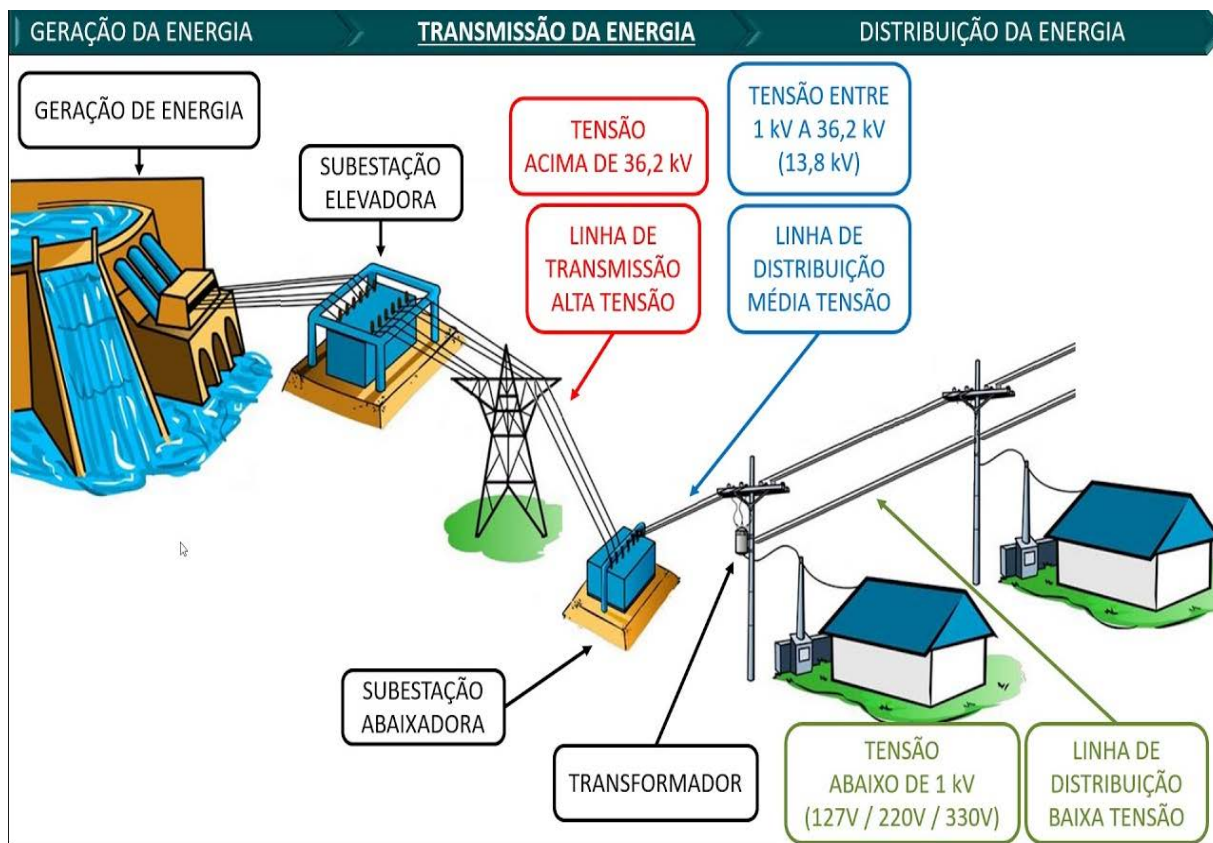 GERAÇÃO DA ENERGIA
TRANSMISSÃO DA ENERGIA
DISTRIBUIÇÃO DA ENERGIA
GERAÇÃO DE ENERGIA
SUBESTAÇÃO
ELEVADORA
TENSÃO
ACIMA DE 36,2 kV
TENSÃO ENTRE
1 kV A 36,2 kV
(13,8 kV)
LINHA DE
TRANSMISSÃO
ALTA TENSÃO
LINHA DE
DISTRIBUIÇÃO
MÉDIA TENSÃO
SUBESTAÇÃO
ABAIXADORA
TRANSFORMADOR
TENSÃO
ABAIXO DE 1 kV
(127V / 220V / 330V)
LINHA DE
DISTRIBUIÇÃO
BAIXA TENSÃO